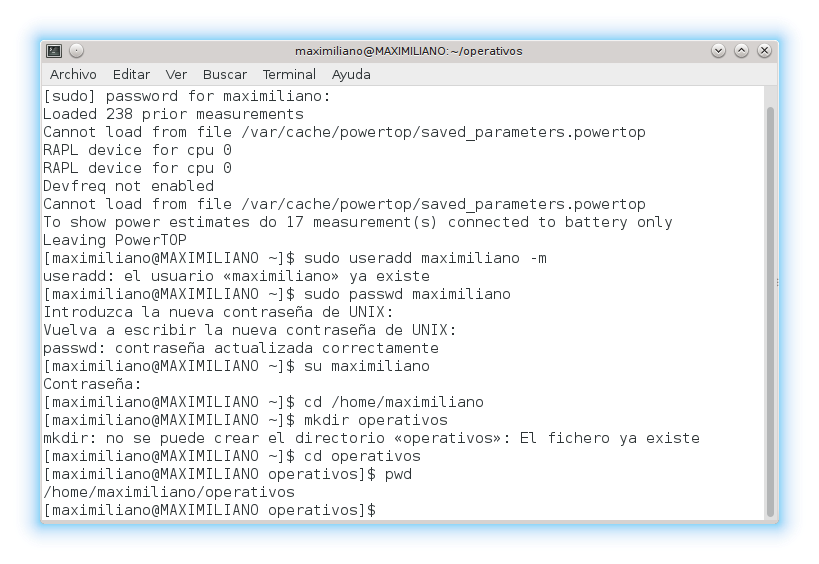 maximiliano@MAXIMILIANO:~/operativos
Archivo Editar Ver Buscar Terminal Ayuda
[sudo] password for maximiliano:
Loaded 238 prior measurements
Cannot load from file /var/cache/powertop/saved_parameters.powertop
RAPL device for cpu 0
RAPL device for cpu 0
Devfreq not enabled
Cannot load from file /var/cache/powertop/saved_parameters.powertop
To show power estimates do 17 measurement(s) connected to battery only
Leaving PowerTOP
[maximiliano@MAXIMILIANO ~]$ sudo useradd maximiliano -m
useradd: el usuario «maximiliano» ya existe
[maximiliano@MAXIMILIANO ~]$ sudo passwd maximiliano
Introduzca la nueva contraseña de UNIX:
Vuelva a escribir la nueva contraseña de UNIX:
passwd: contraseña actualizada correctamente
[maximiliano@MAXIMILIANO ~]$ su maximiliano
Contraseña:
[maximiliano@MAXIMILIANO ~]$ cd /home/maximiliano
[maximiliano@MAXIMILIANO ~]$ mkdir operativos
mkdir: no se puede crear el directorio «operativos»: El fichero ya existe
[maximiliano@MAXIMILIANO ~]$ cd operativos
[maximiliano@MAXIMILIANO operativos]$ pwd
/home/maximiliano/operativos
[maximiliano@MAXIMILIANO operativos]$